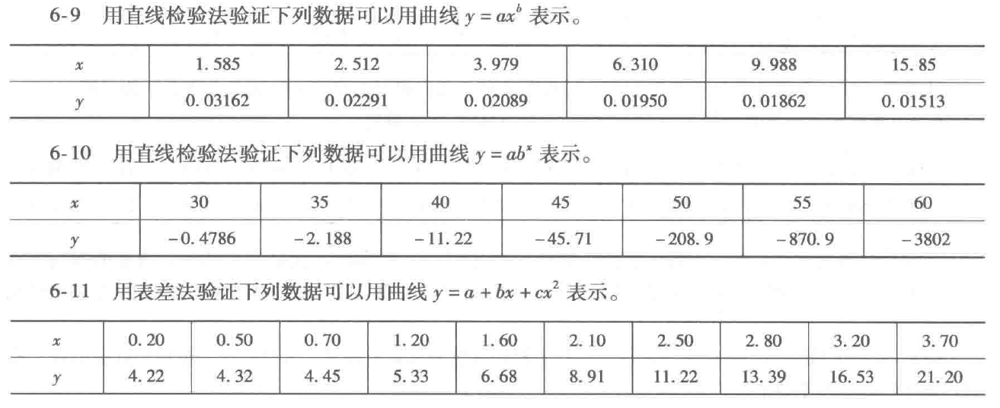 6-9 用直线检验法验证下列数据可以用曲线 y = ax^b 表示。
x 1.585 2.512 3.979 6.310 9.988 15.85
y 0.03162 0.02291 0.02089 0.01950 0.01862 0.01513
6-10 用直线检验法验证下列数据可以用曲线 y = ab^x 表示。
x 30 35 40 45 50 55 60
y -0.4786 -2.188 -11.22 -45.71 -208.9 -870.9 -3802
6-11 用表差法验证下列数据可以用曲线 y = a + bx + cx² 表示。
x 0.20 0.50 0.70 1.20 1.60 2.10 2.50 2.80 3.20 3.70
y 4.22 4.32 4.45 5.33 6.68 8.91 11.22 13.39 16.53 21.20